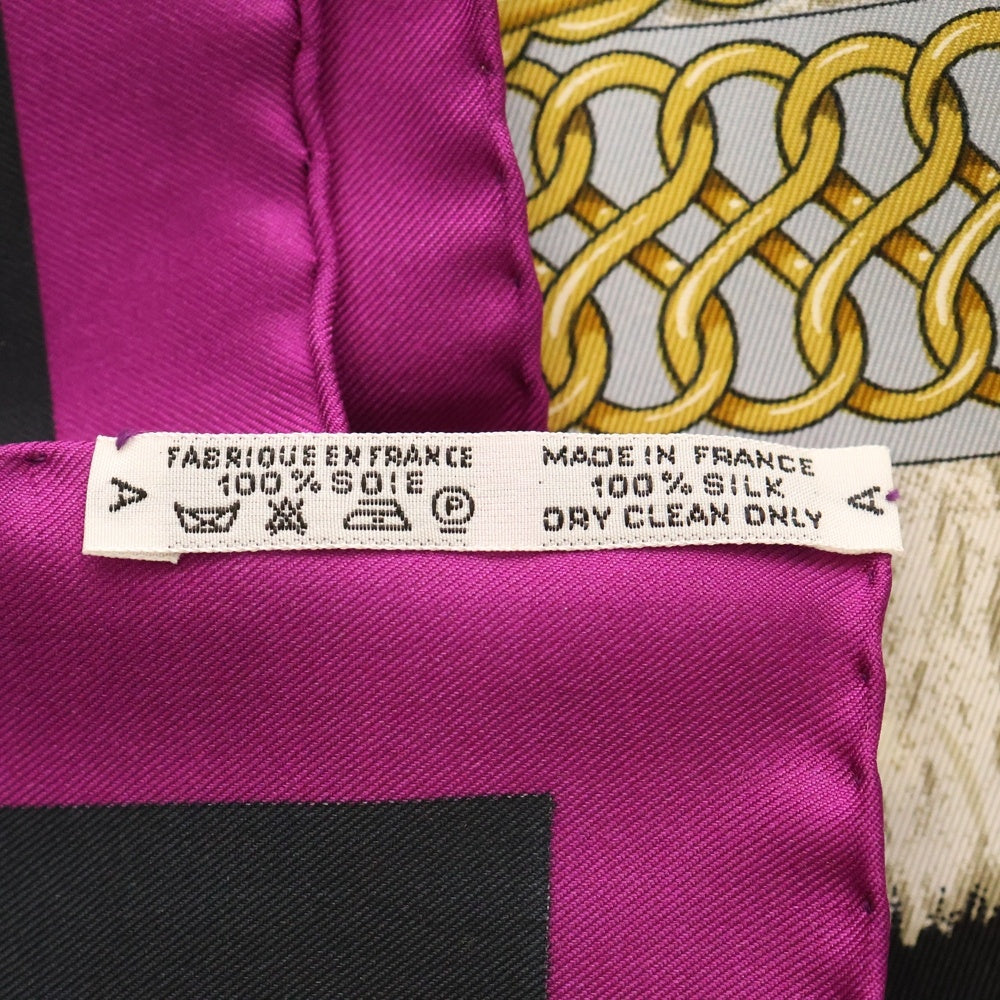 FABRIQUE EN FRANCE
100% SOIE
P
MADE IN FRANCE
100% SILK
DRY CLEAN ONLY
A
A